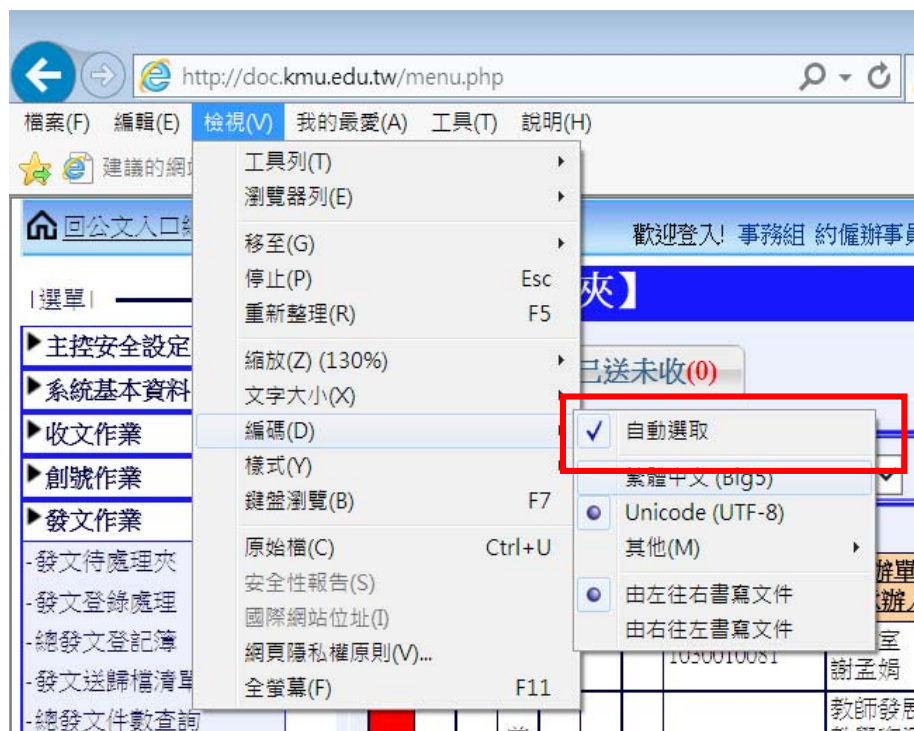 http://doc.kmu.edu.tw/menu.php
檔案(F) 編輯(E) 檢視(V) 我的最愛(A) 工具(T) 說明(H)
建議的網
回公文入口 歡迎登入! 事務組 約僱辦事員
夾】
|選單|
已送未收(0)
主控安全設定
系統基本資料
收文作業
創號作業
發文作業
-發文待處理夾
-發文登錄處理
-總發文登記簿
-發文送歸檔清單
-總發文件數查詢
工具列(T)
瀏覽器列(E)
移至(G)
停止(P) Esc
重新整理(R) F5
縮放(Z) (130%)
文字大小(X)
編碼(D)
樣式(Y)
鍵盤瀏覽(B) F7
原始檔(C) Ctrl+U
安全性報告(S)
國際網站位址(I)
網頁隱私權原則(V)...
全螢幕(F) F11
自動選取
繁體中文 (Big5)
Unicode (UTF-8)
其他(M)
由左往右書寫文件
由右往左書寫文件
1030010081
室
謝孟娟
教師發展